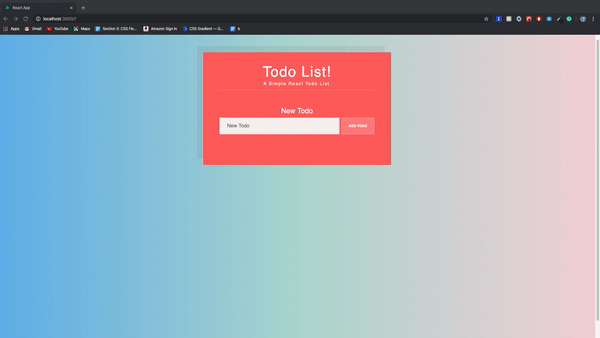 React App
localhost:3000/?
Apps Gmail YouTube Maps Section 3: CSS Fla... Amazon Sign In CSS Gradient — G... k
Todo List!
A Simple React Todo List.
New Todo
New Todo
ADD TODO